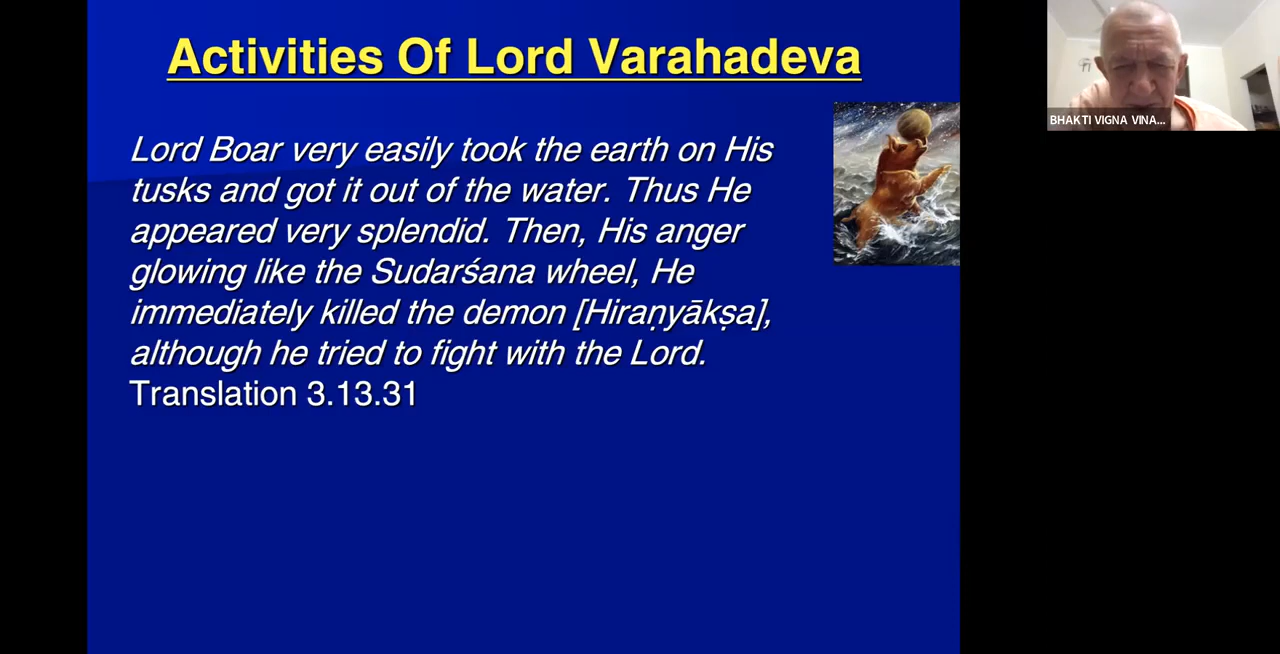 Activities Of Lord Varahadeva
Lord Boar very easily took the earth on His
tusks and got it out of the water. Thus He
appeared very splendid. Then, His anger
glowing like the Sudarśana wheel, He
immediately killed the demon [Hiraṇyākṣa],
although he tried to fight with the Lord.
Translation 3.13.31
BHAKTI VIGNA VINA...